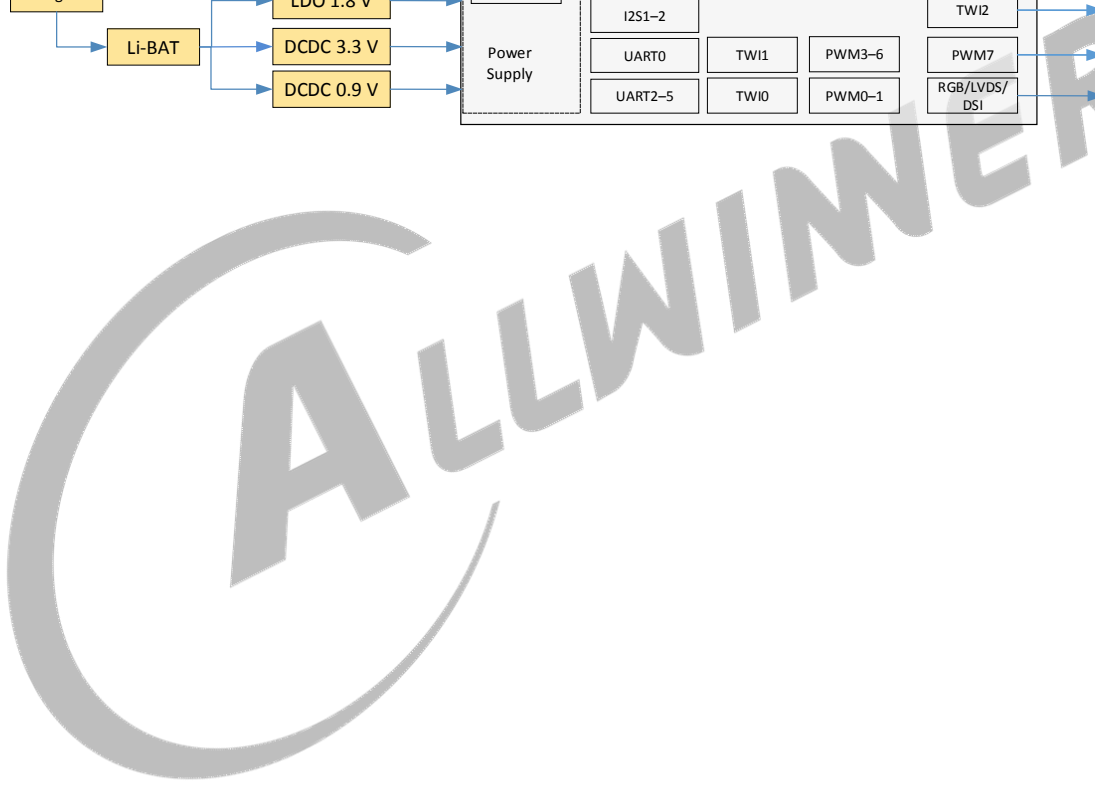 LDO 1.8 V
I2S1–2
TWI2
Li-BAT
DCDC 3.3 V
Power
Supply
UART0
TWI1
PWM3–6
PWM7
DCDC 0.9 V
UART2–5
TWI0
PWM0–1
RGB/LVDS/
DSI
ALLWINNER